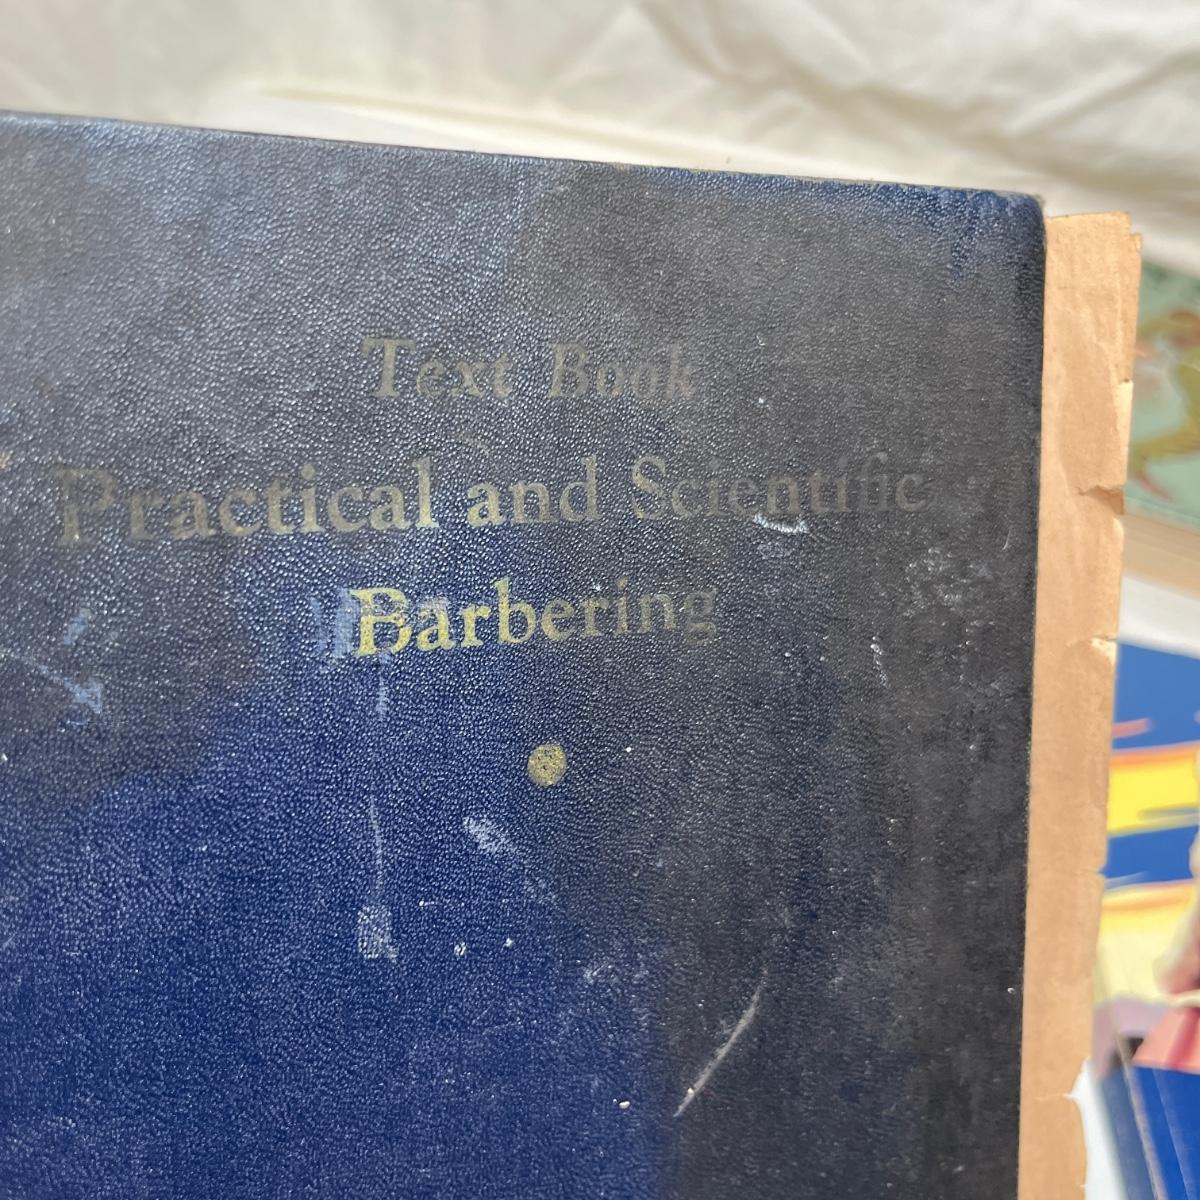 Text Book
Practical and Scientific
Barbering